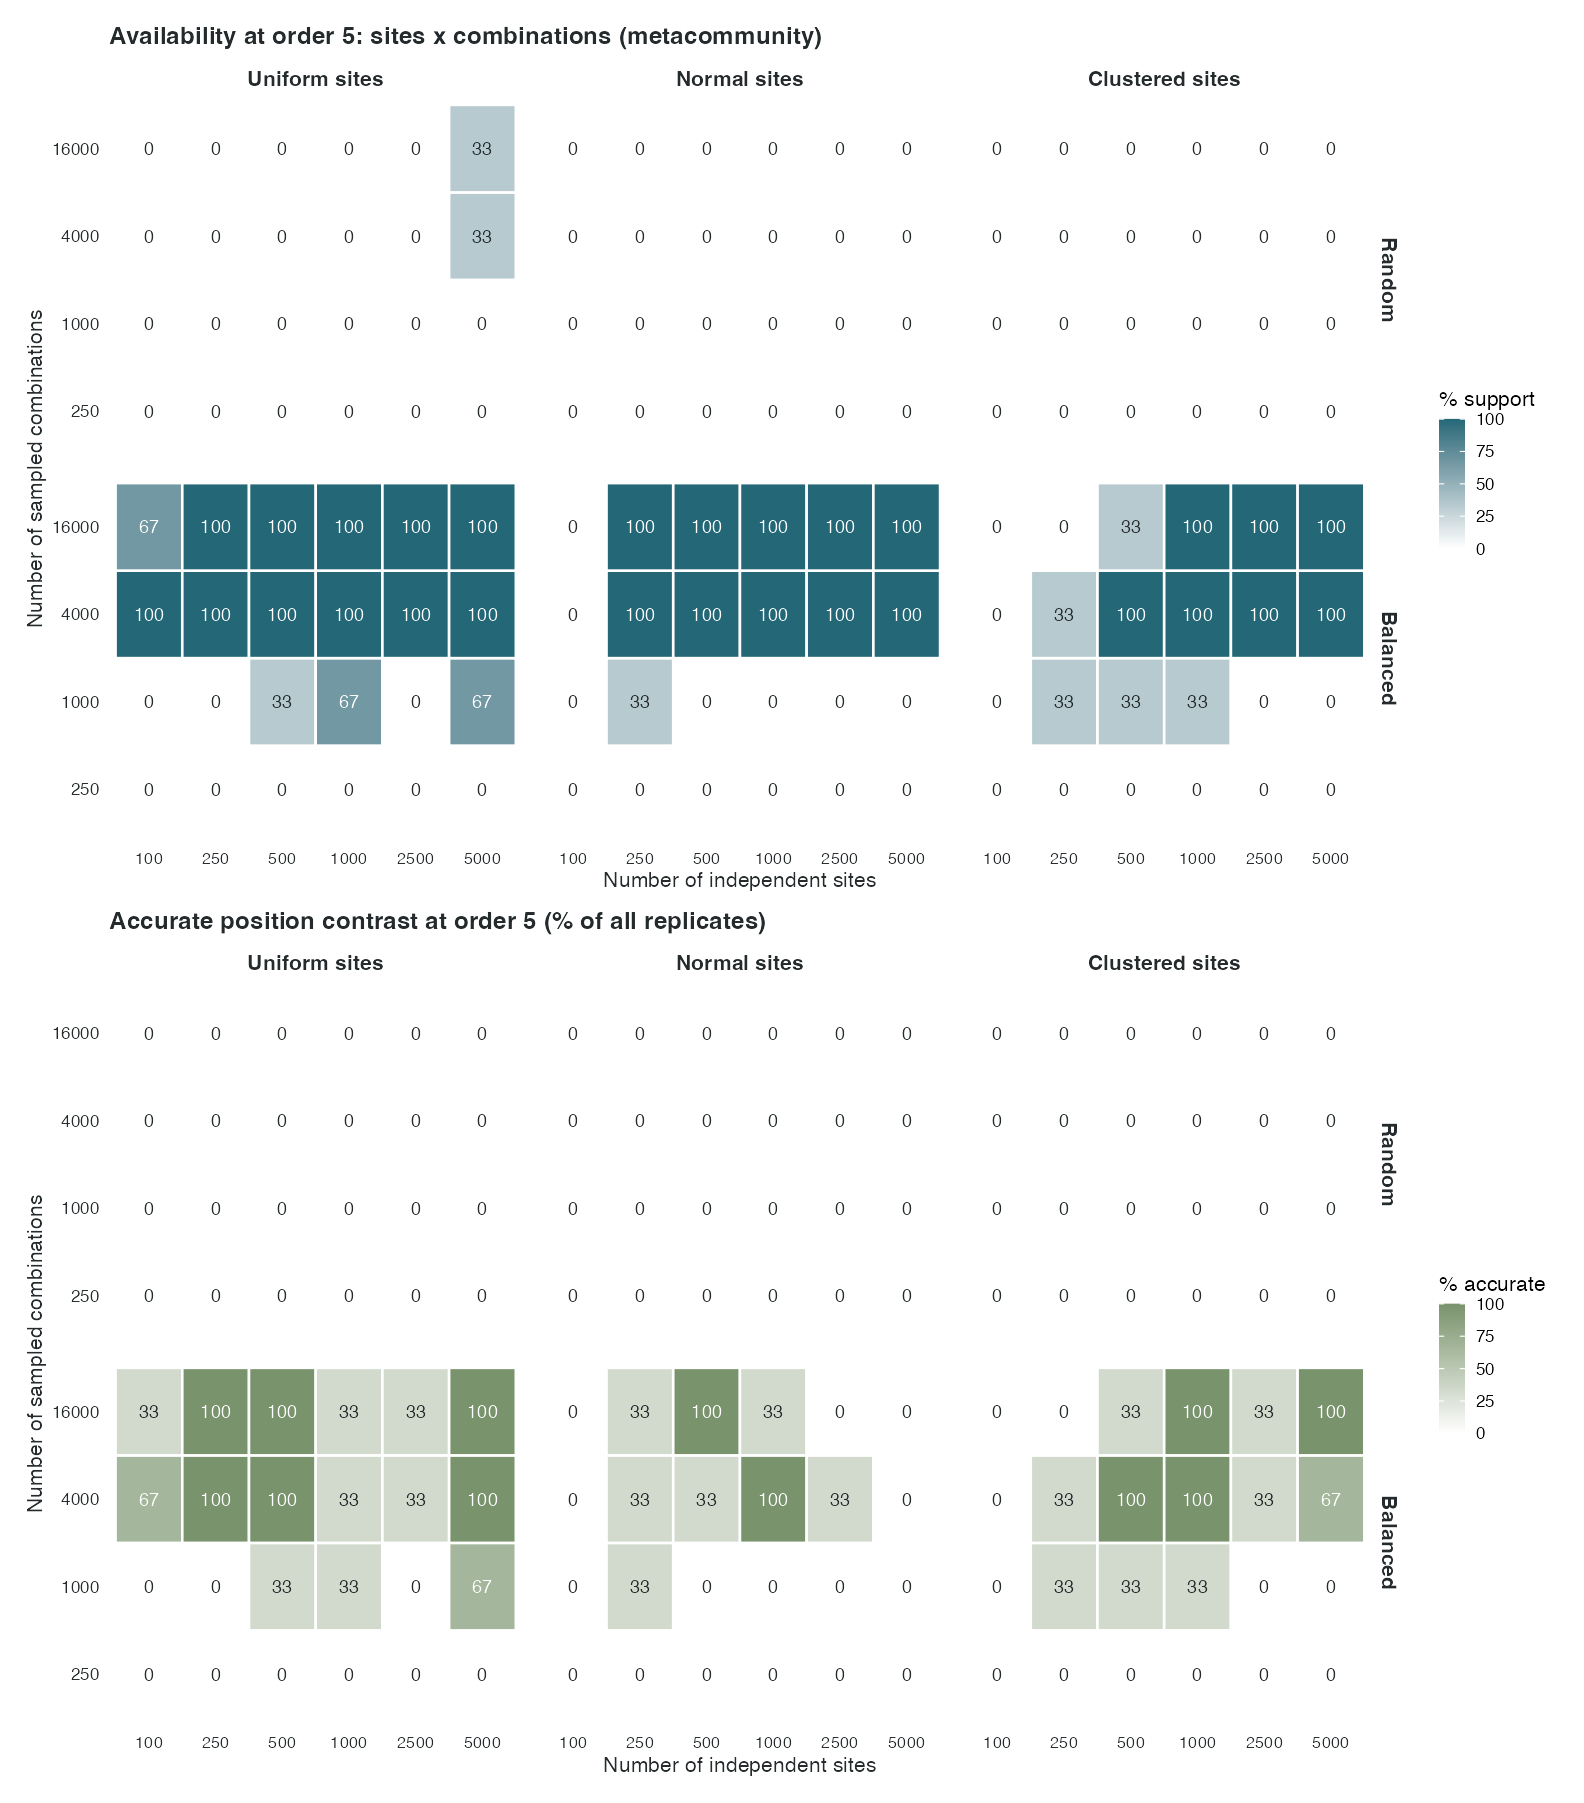 Availability at order 5: sites x combinations (metacommunity)
Uniform sites Normal sites Clustered sites
16000 0 0 0 0 0 33 0 0 0 0 0 0 0 0 0 0 0 0
4000 0 0 0 0 0 33 0 0 0 0 0 0 0 0 0 0 0 0
1000 0 0 0 0 0 0 0 0 0 0 0 0 0 0 0 0 0 0
250 0 0 0 0 0 0 0 0 0 0 0 0 0 0 0 0 0 0
Random
16000 67 100 100 100 100 100 0 100 100 100 100 100 0 0 33 100 100 100
4000 100 100 100 100 100 100 0 100 100 100 100 100 0 33 100 100 100 100
1000 0 0 33 67 0 67 0 33 0 0 0 0 0 33 33 33 0 0
250 0 0 0 0 0 0 0 0 0 0 0 0 0 0 0 0 0 0
Balanced
Number of sampled combinations
100 250 500 1000 2500 5000 100 250 500 1000 2500 5000 100 250 500 1000 2500 5000
Number of independent sites
% support
100
75
50
25
0
Accurate position contrast at order 5 (% of all replicates)
Uniform sites Normal sites Clustered sites
16000 0 0 0 0 0 0 0 0 0 0 0 0 0 0 0 0 0 0
4000 0 0 0 0 0 0 0 0 0 0 0 0 0 0 0 0 0 0
1000 0 0 0 0 0 0 0 0 0 0 0 0 0 0 0 0 0 0
250 0 0 0 0 0 0 0 0 0 0 0 0 0 0 0 0 0 0
Random
16000 33 100 100 33 33 100 0 33 100 33 0 0 0 0 33 100 33 100
4000 67 100 100 33 33 100 0 33 33 100 33 0 0 33 100 100 33 67
1000 0 0 33 33 0 67 0 33 0 0 0 0 0 33 33 33 0 0
250 0 0 0 0 0 0 0 0 0 0 0 0 0 0 0 0 0 0
Balanced
Number of sampled combinations
100 250 500 1000 2500 5000 100 250 500 1000 2500 5000 100 250 500 1000 2500 5000
Number of independent sites
% accurate
100
75
50
25
0